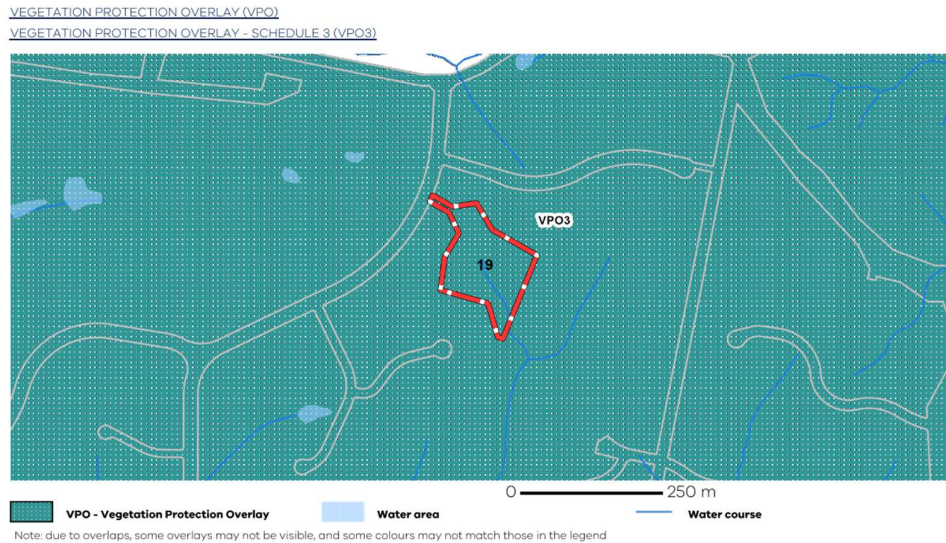 VEGETATION PROTECTION OVERLAY (VPO)
VEGETATION PROTECTION OVERLAY - SCHEDULE 3 (VPO3)
VPO3
19
0 250 m
VPO - Vegetation Protection Overlay Water area Water course
Note: due to overlaps, some overlays may not be visible, and some colours may not match those in the legend